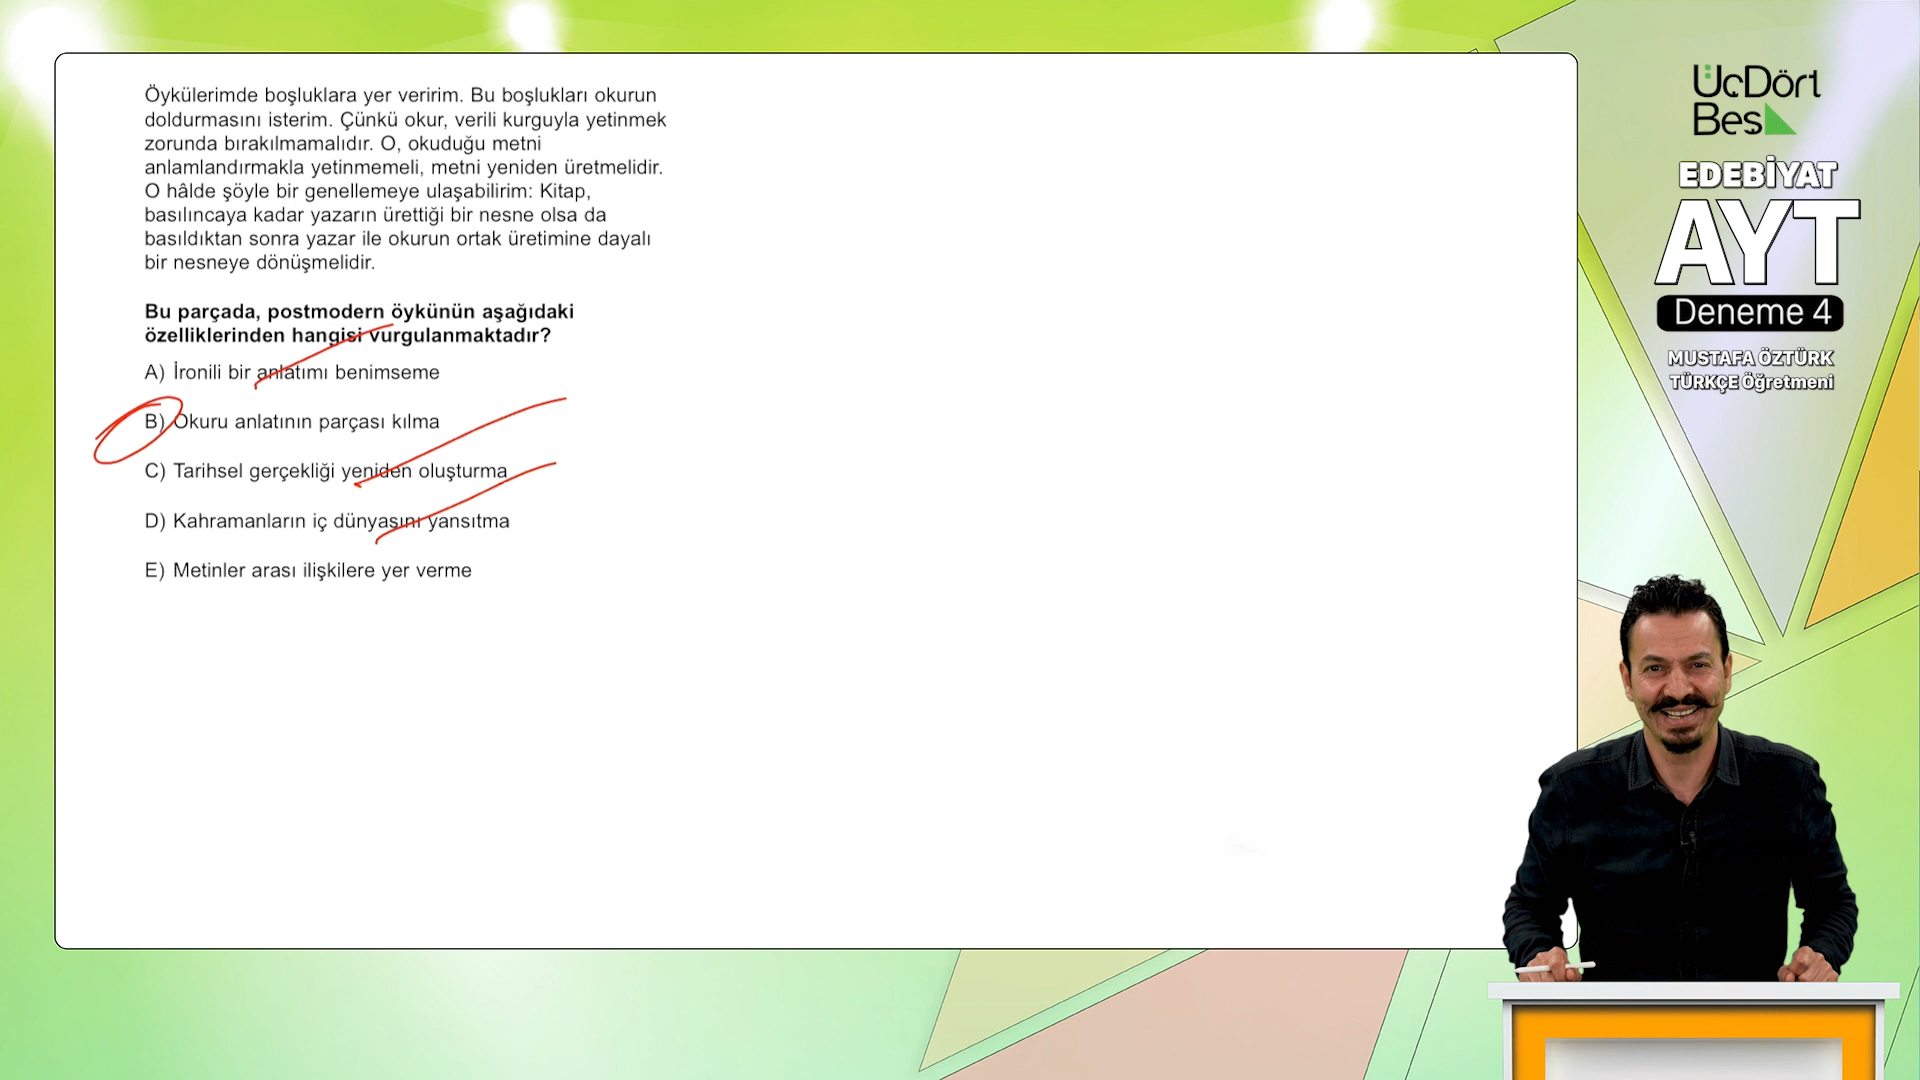 Öykülerimde boşluklara yer veririm. Bu boşlukları okurun
doldurmasını isterim. Çünkü okur, verili kurguyla yetinmek
zorunda bırakılmamalıdır. O, okuduğu metni
anlamlandırmakla yetinmemeli, metni yeniden üretmelidir.
O hâlde şöyle bir genellemeye ulaşabilirim: Kitap,
basılıncaya kadar yazarın ürettiği bir nesne olsa da
basıldıktan sonra yazar ile okurun ortak üretimine dayalı
bir nesneye dönüşmelidir.
Bu parçada, postmodern öykünün aşağıdaki
özelliklerinden hangisi vurgulanmaktadır?
A) İronili bir anlatımı benimseme
B) Okuru anlatının parçası kılma
C) Tarihsel gerçekliği yeniden oluşturma
D) Kahramanların iç dünyasını yansıtma
E) Metinler arası ilişkilere yer verme
ÜçDört
Beş
EDEBİYAT
AYT
Deneme 4
MUSTAFA ÖZTÜRK
TÜRKÇE Öğretmeni